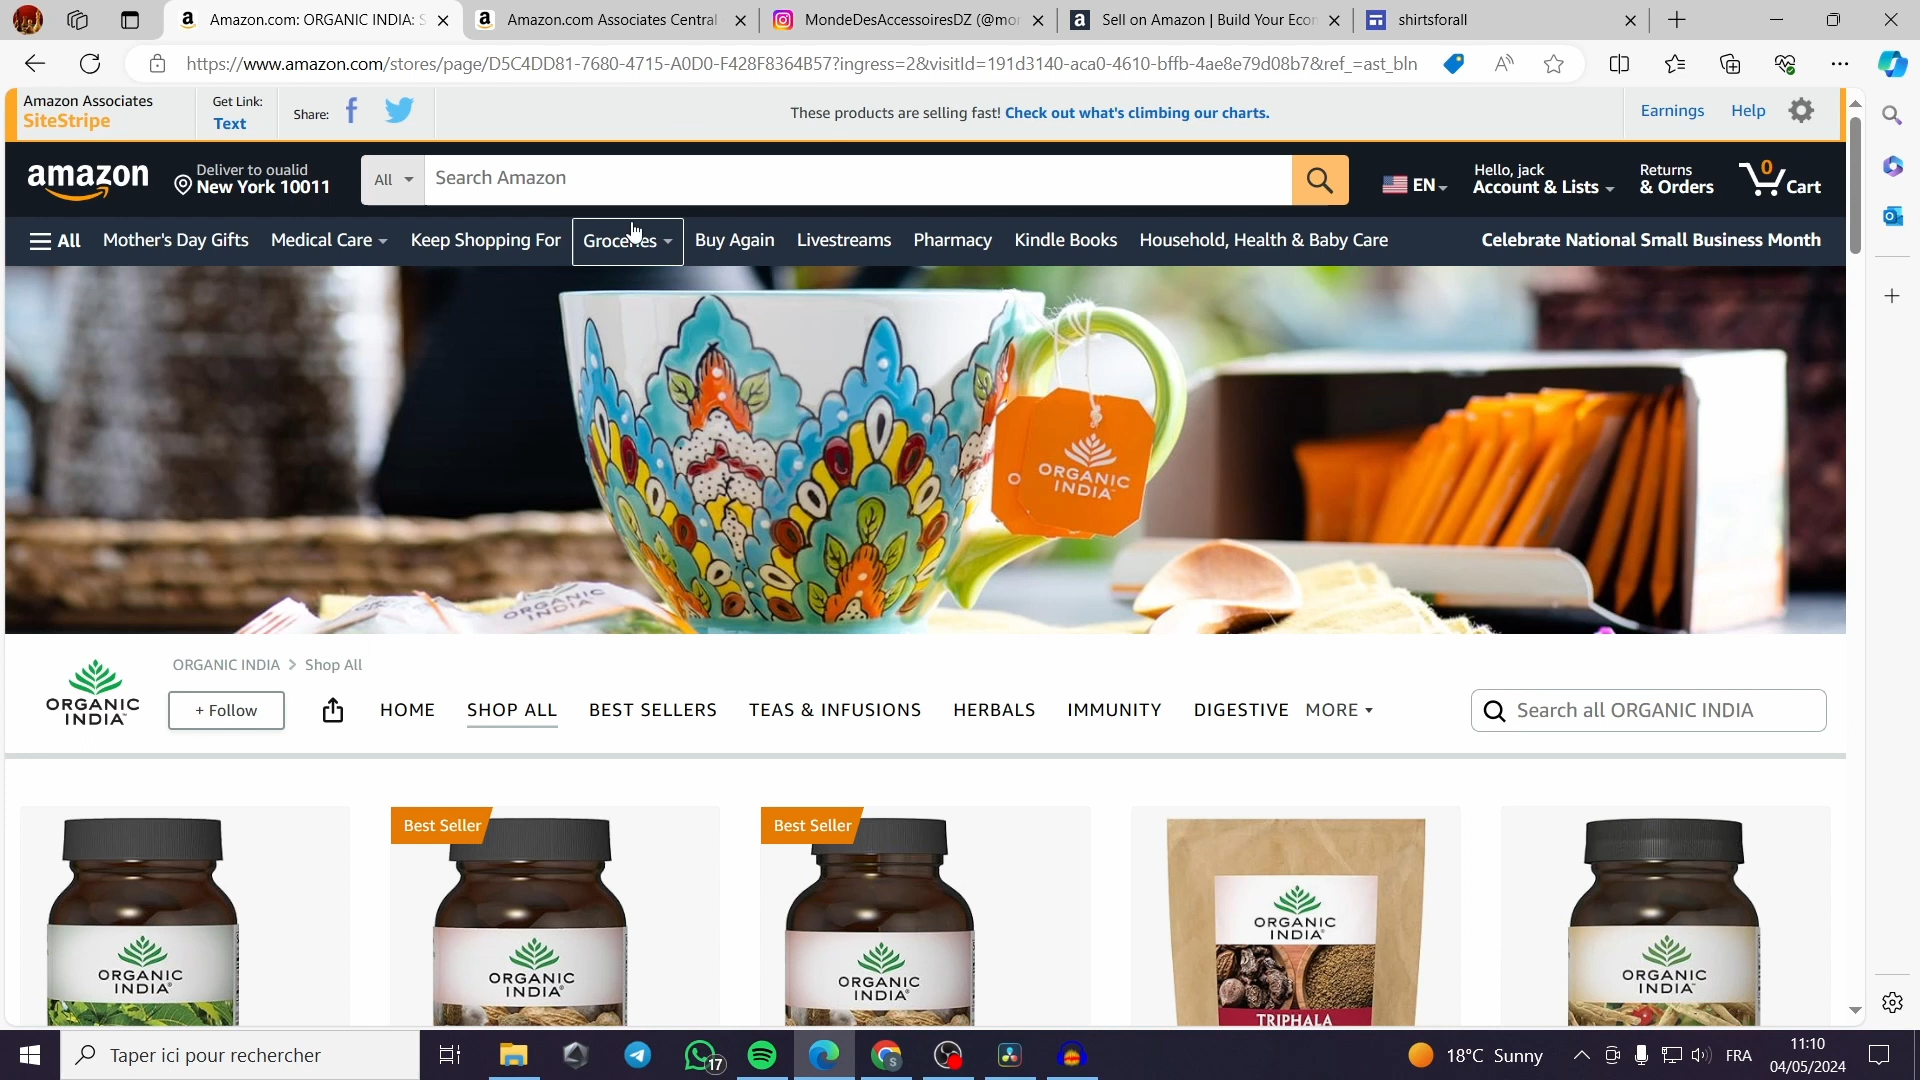 Amazon.com: ORGANIC INDIA: S
Amazon.com Associates Central
MondeDesAccessoiresDZ (@mo
Sell on Amazon | Build Your Ecom
shirtsforall
https://www.amazon.com/stores/page/D5C4DD81-7680-4715-A0D0-F428F8364B57?ingress=2&visitId=191d3140-aca0-4610-bffb-4ae8e79d08b7&ref_=ast_bln
Amazon Associates
SiteStripe
Get Link:
Text
Share:
These products are selling fast! Check out what's climbing our charts.
Earnings
Help
amazon
Deliver to oualid
New York 10011
All
Search Amazon
EN
Hello, jack
Account & Lists
Returns
& Orders
0
Cart
All
Mother's Day Gifts
Medical Care
Keep Shopping For
Groceries
Buy Again
Livestreams
Pharmacy
Kindle Books
Household, Health & Baby Care
Celebrate National Small Business Month
ORGANIC
INDIA
ORGANIC
ORGANIC
INDIA
ORGANIC INDIA > Shop All
+ Follow
HOME
SHOP ALL
BEST SELLERS
TEAS & INFUSIONS
HERBALS
IMMUNITY
DIGESTIVE
MORE
Search all ORGANIC INDIA
Best Seller
Best Seller
ORGANIC
INDIA
ORGANIC
INDIA
ORGANIC
INDIA
ORGANIC
INDIA
TRIPHALA
ORGANIC
INDIA
Taper ici pour rechercher
17
18°C Sunny
FRA
11:10
04/05/2024